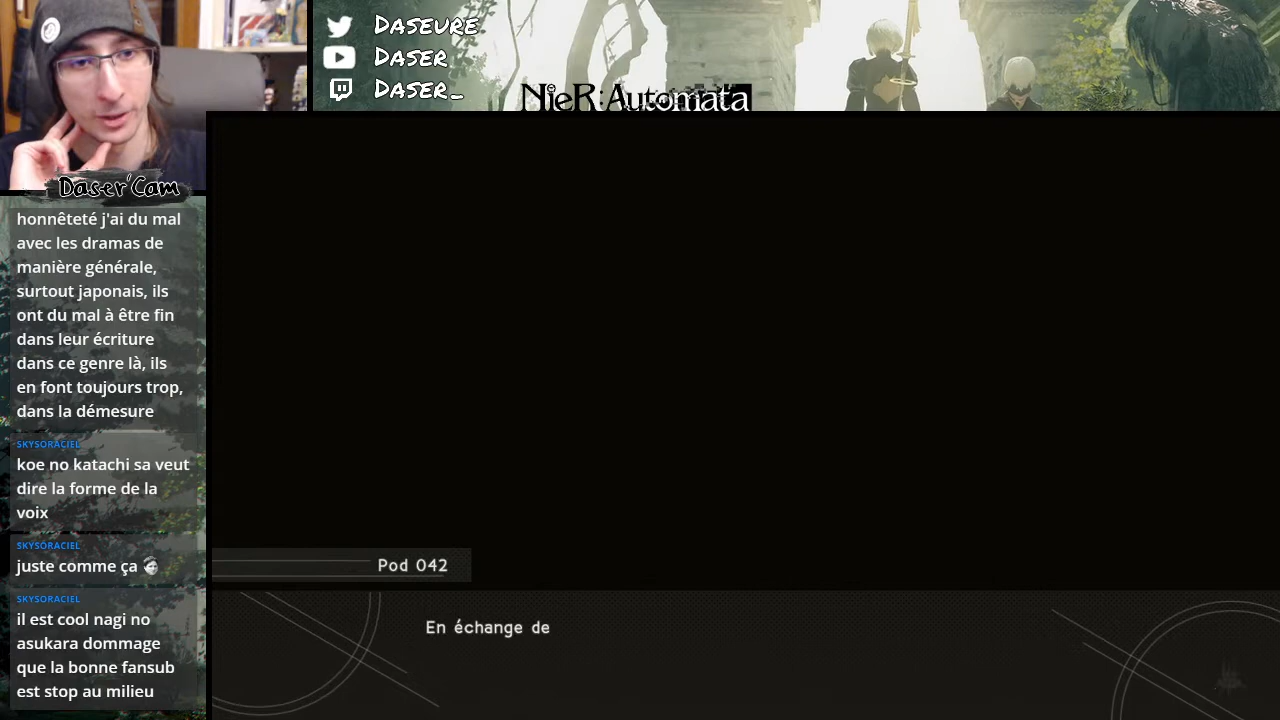 Daseure
Daser
Daser_
NieR:Automata
Daser'Cam
honnêteté j'ai du mal
avec les dramas de
manière générale,
surtout japonais, ils
ont du mal à être fin
dans leur écriture
dans ce genre là, ils
en font toujours trop,
dans la démesure
SKYSORACIEL
koe no katachi sa veut
dire la forme de la
voix
SKYSORACIEL
juste comme ça
SKYSORACIEL
il est cool nagi no
asukara dommage
que la bonne fansub
est stop au milieu
Pod 042
En échange de